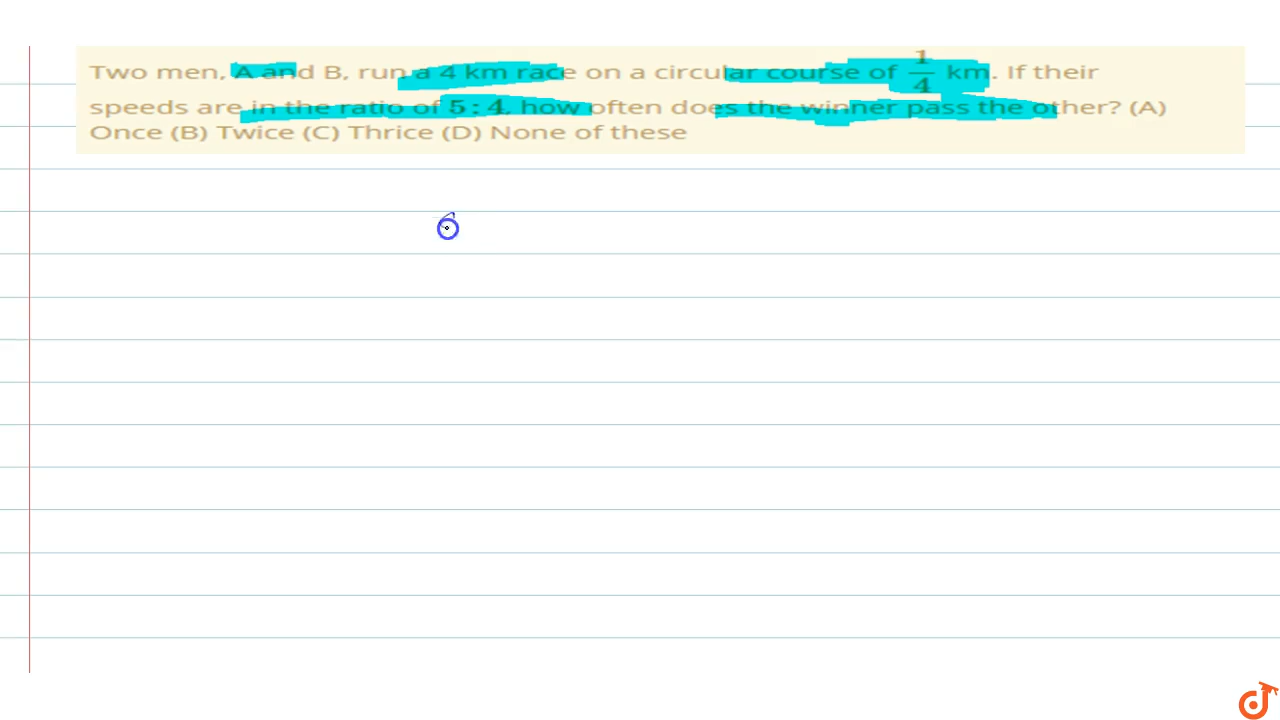 Two men, A and B, run a 4 km race on a circular course of 1/4 km. If their
speeds are in the ratio of 5 : 4, how often does the winner pass the other? (A)
Once (B) Twice (C) Thrice (D) None of these